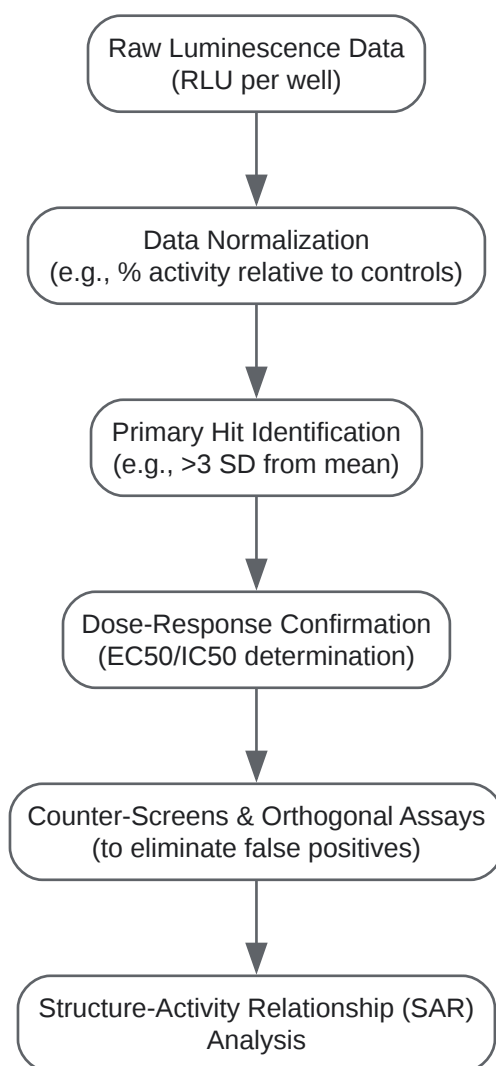 Raw Luminescence Data
(RLU per well)
Data Normalization
(e.g., % activity relative to controls)
Primary Hit Identification
(e.g., >3 SD from mean)
Dose-Response Confirmation
(EC50/IC50 determination)
Counter-Screens & Orthogonal Assays
(to eliminate false positives)
Structure-Activity Relationship (SAR)
Analysis